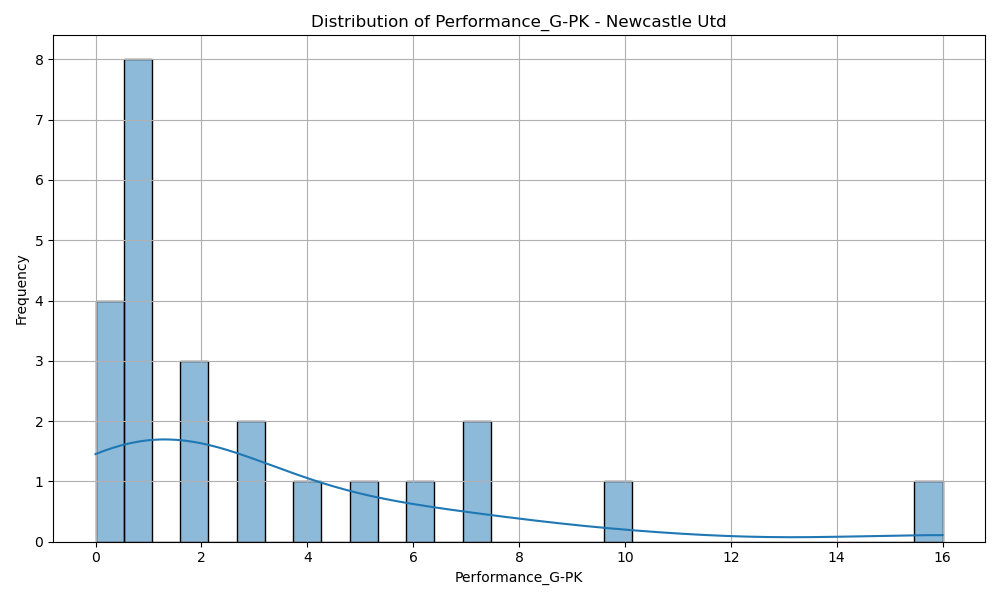 Distribution of Performance_G-PK - Newcastle Utd
Frequency
8
7
6
5
4
3
2
1
0
0 2 4 6 8 10 12 14 16
Performance_G-PK